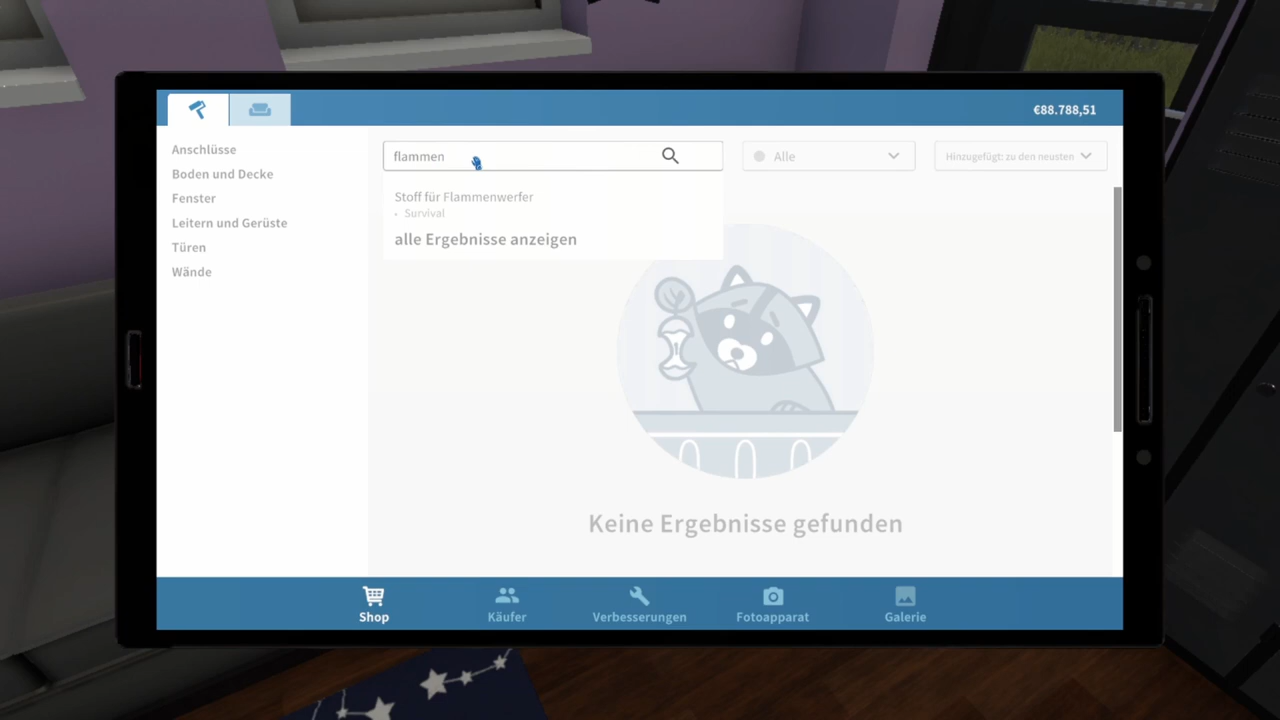 €88.788,51
Anschlüsse
Boden und Decke
Fenster
Leitern und Gerüste
Türen
Wände
flammen
Alle
Hinzugefügt: zu den neusten
Stoff für Flammenwerfer
• Survival
alle Ergebnisse anzeigen
Keine Ergebnisse gefunden
Shop
Käufer
Verbesserungen
Fotoapparat
Galerie